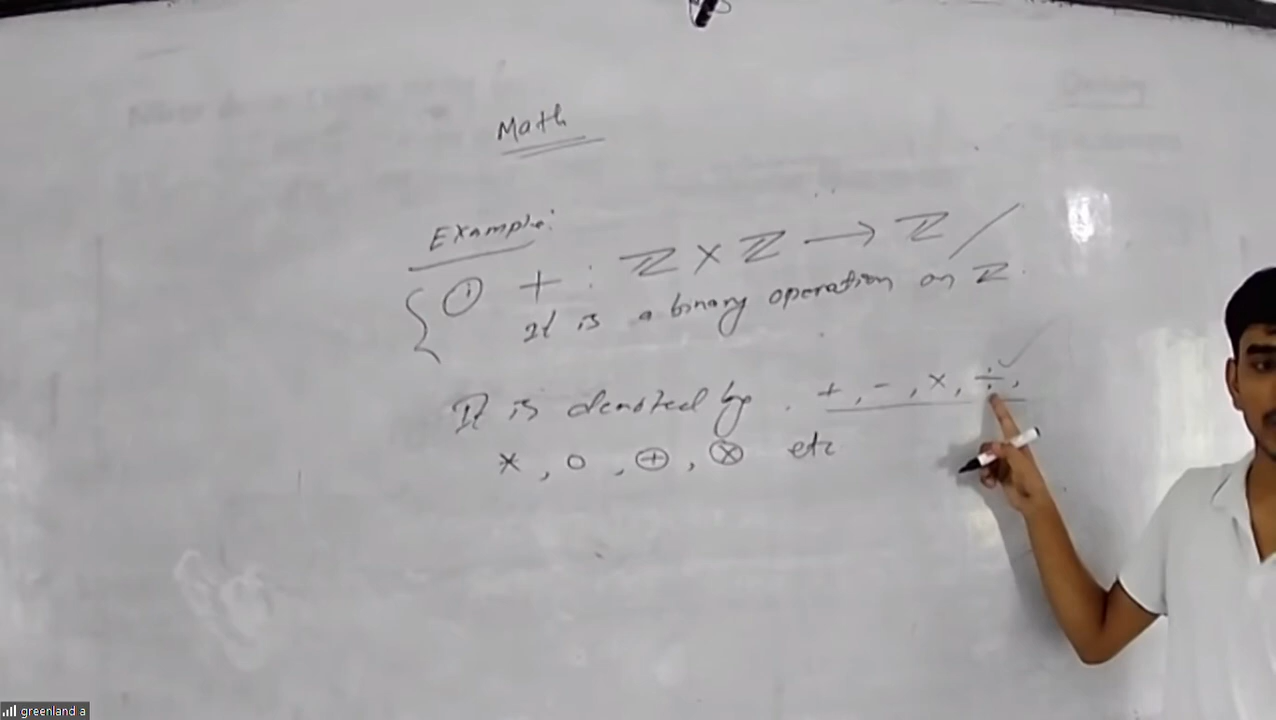 Math
Example:
① + : ℤ × ℤ → ℤ /
It is a binary operation on ℤ.
It is denoted by . +, -, ×, ÷,
*, o, ⊕, ⊗ etc
greenland a